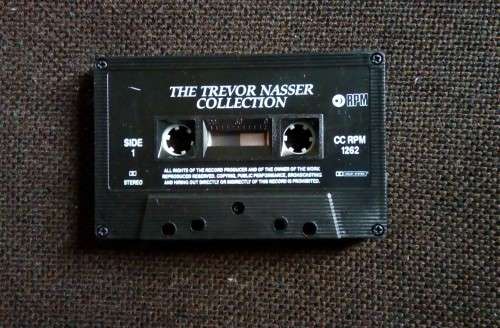 THE TREVOR NASSER
COLLECTION
RPM
SIDE
1
CC RPM
1262
STEREO
ALL RIGHTS OF THE RECORD PRODUCER AND OF THE OWNER OF THE WORK
REPRODUCED RESERVED. COPYING, PUBLIC PERFORMANCE, BROADCASTING
AND HIRING OUT DIRECTLY OR INDIRECTLY OF THIS RECORD IS PROHIBITED.